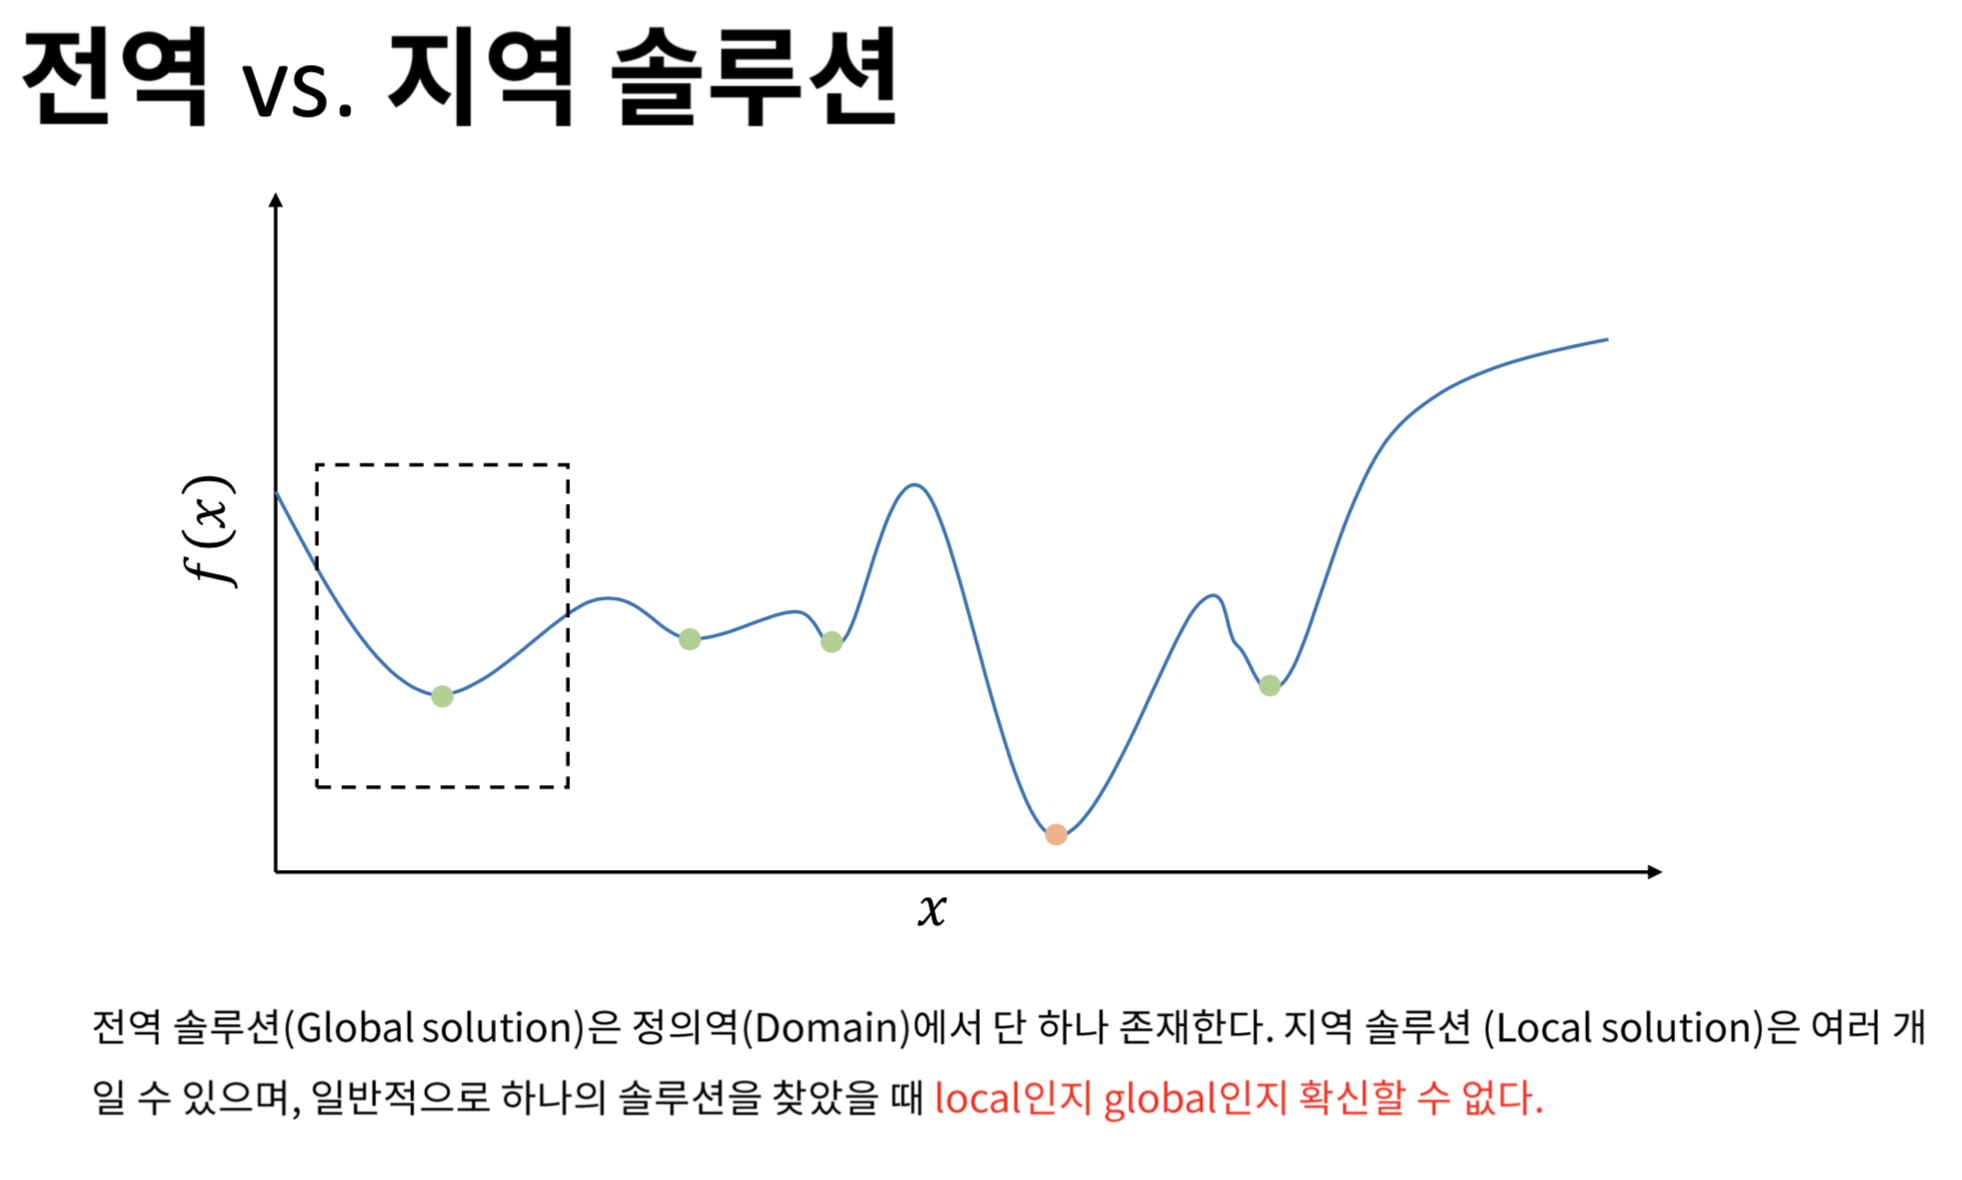 전역 vs. 지역 솔루션
f(x)
x
전역 솔루션(Global solution)은 정의역(Domain)에서 단 하나 존재한다. 지역 솔루션 (Local solution)은 여러 개
일 수 있으며, 일반적으로 하나의 솔루션을 찾았을 때 local인지 global인지 확신할 수 없다.